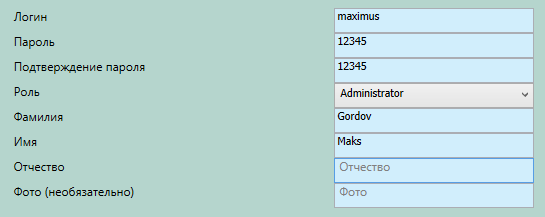 Логин maximus
Пароль 12345
Подтверждение пароля 12345
Роль Administrator
Фамилия Gordov
Имя Maks
Отчество Отчество
Фото (необязательно) Фото